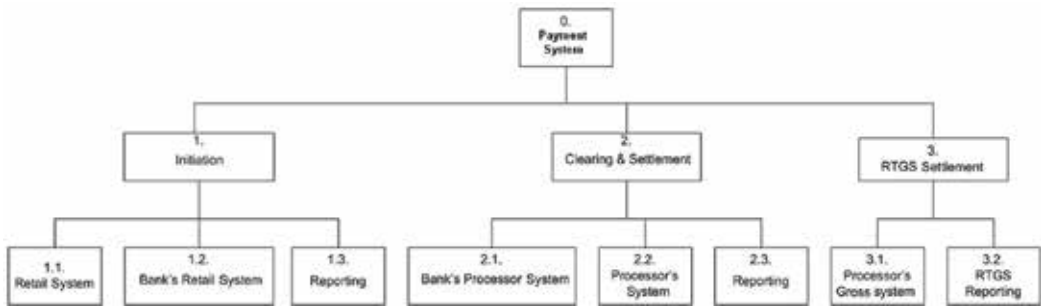 0.
Payment
System
1.
Initiation
2.
Clearing & Settlement
3.
RTGS Settlement
1.1.
Retail System
1.2.
Bank's Retail System
1.3.
Reporting
2.1.
Bank's Processor System
2.2.
Processor's
System
2.3.
Reporting
3.1.
Processor's
Gross system
3.2.
RTGS
Reporting